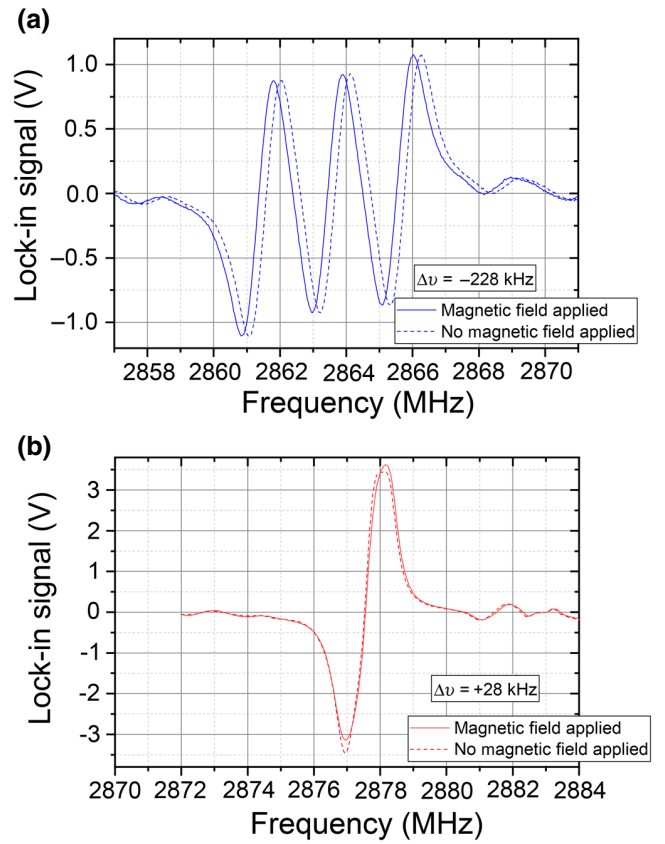 (a)
1.0
0.5
0.0
−0.5
−1.0
Lock-in signal (V)
Δυ = −228 kHz
Magnetic field applied
No magnetic field applied
2858 2860 2862 2864 2866 2868 2870
Frequency (MHz)
(b)
3
2
1
0
-1
-2
-3
Lock-in signal (V)
Δυ = +28 kHz
Magnetic field applied
No magnetic field applied
2870 2872 2874 2876 2878 2880 2882 2884
Frequency (MHz)